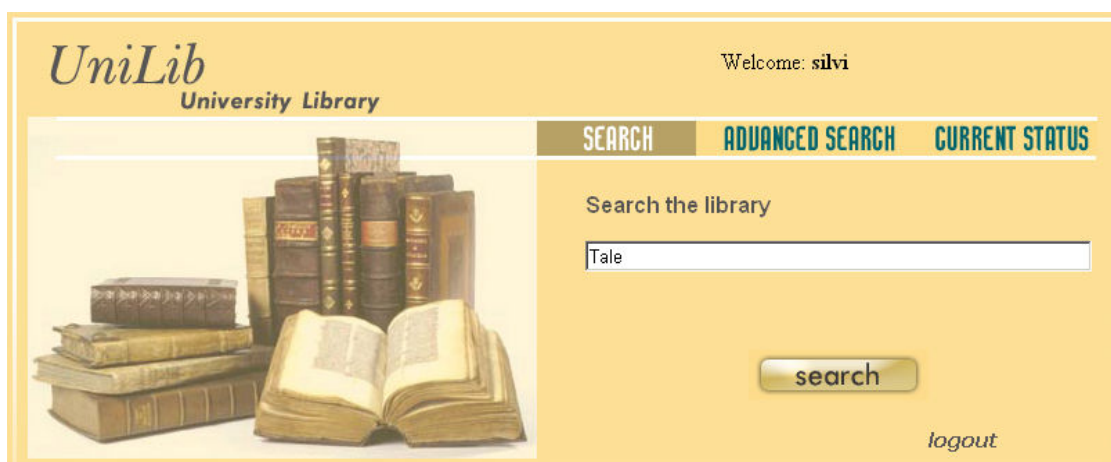 UniLib
University Library
Welcome: silvi
SEARCH ADVANCED SEARCH CURRENT STATUS
Search the library
Tale
search
logout